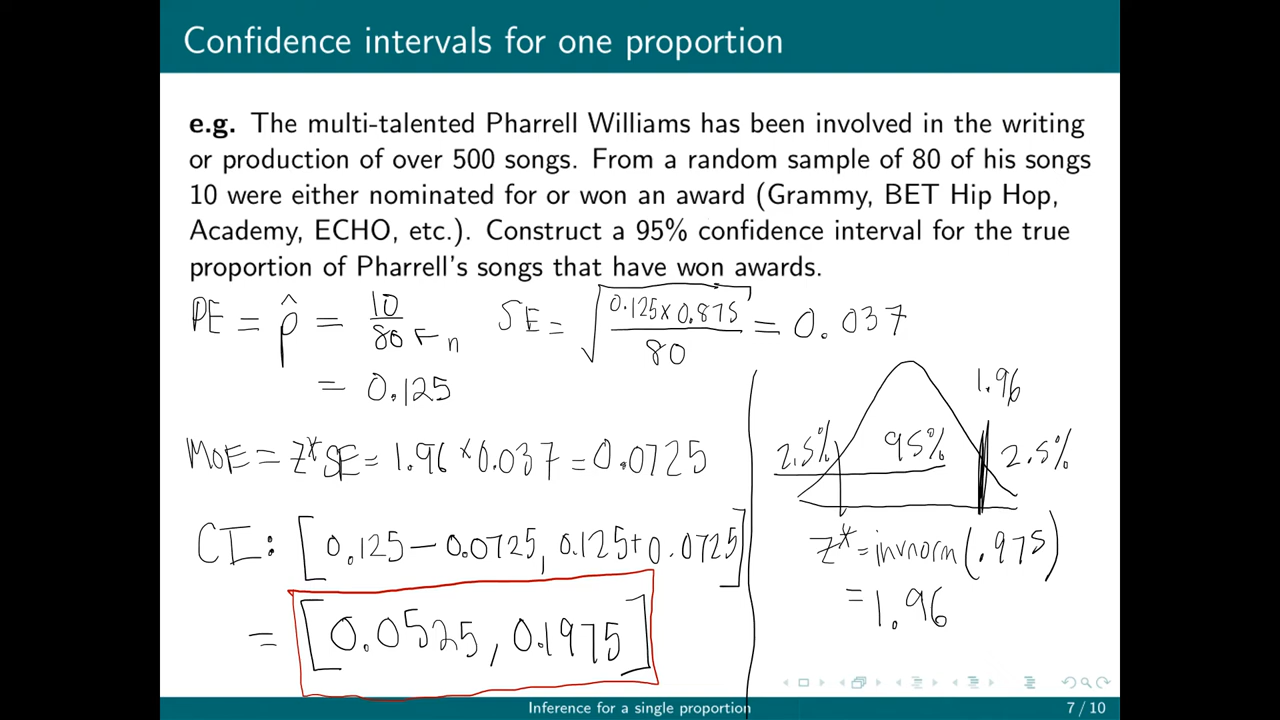 Confidence intervals for one proportion
e.g. The multi-talented Pharrell Williams has been involved in the writing
or production of over 500 songs. From a random sample of 80 of his songs
10 were either nominated for or won an award (Grammy, BET Hip Hop,
Academy, ECHO, etc.). Construct a 95% confidence interval for the true
proportion of Pharrell's songs that have won awards.
PE = p̂ = 10/80 ← n
= 0.125
SE = √(0.125 × 0.875 / 80) = 0.037
MoE = Z* SE = 1.96 × 0.037 = 0.0725
CI: [0.125 − 0.0725, 0.125 + 0.0725]
= [0.0525, 0.1975]
1.96
2.5% 95% 2.5%
Z* = invnorm(.975)
= 1.96
Inference for a single proportion
7 / 10